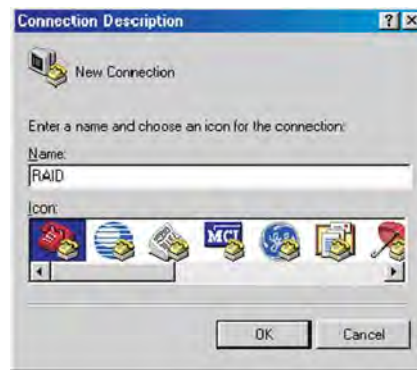 Connection Description
New Connection
Enter a name and choose an icon for the connection:
Name:
RAID
Icon:
MCI
OK
Cancel